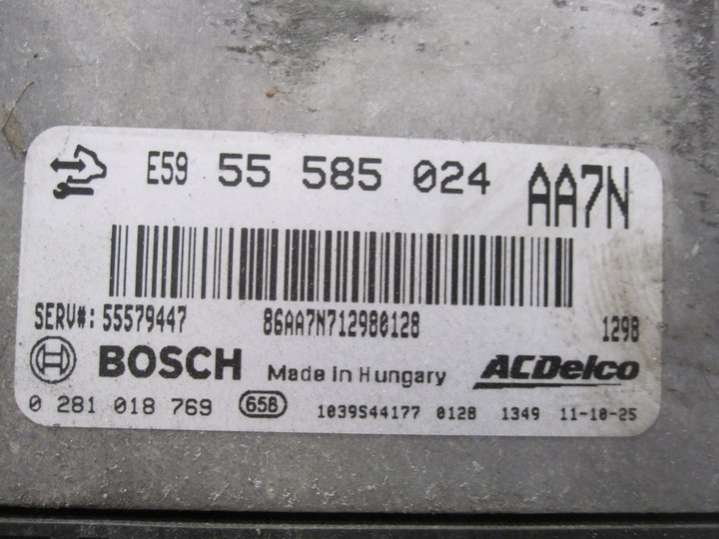 E59 55 585 024 AA7N
SERV#: 55579447 86AA7N712980128 1298
BOSCH Made in Hungary ACDelco
0 281 018 769 658 1039S44177 0128 1349 11-10-25